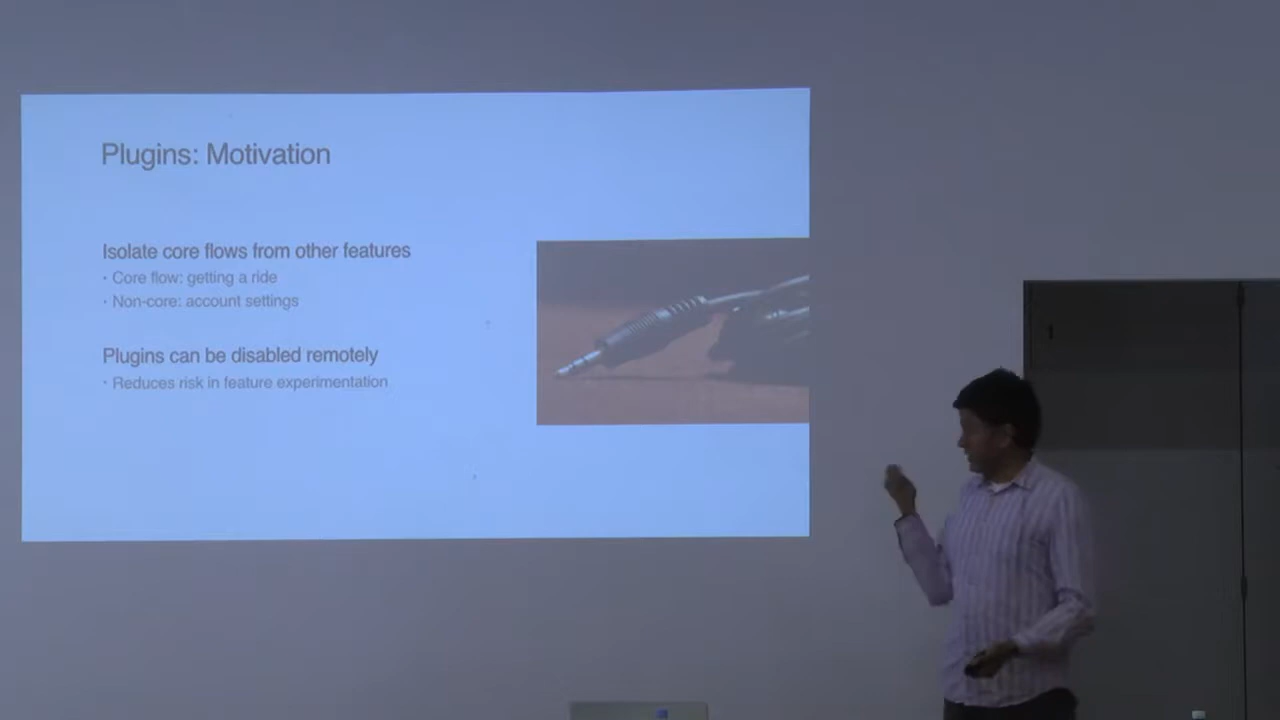 Plugins: Motivation
Isolate core flows from other features
· Core flow: getting a ride
· Non-core: account settings
Plugins can be disabled remotely
· Reduces risk in feature experimentation
1